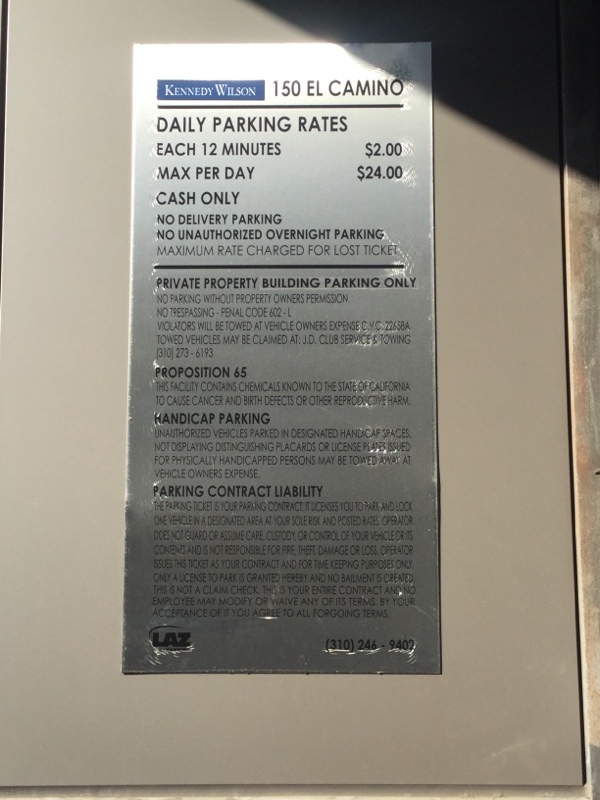 KENNEDY WILSON 150 EL CAMINO
DAILY PARKING RATES
EACH 12 MINUTES $2.00
MAX PER DAY $24.00
CASH ONLY
NO DELIVERY PARKING
NO UNAUTHORIZED OVERNIGHT PARKING
MAXIMUM RATE CHARGED FOR LOST TICKET
PRIVATE PROPERTY BUILDING PARKING ONLY
NO PARKING WITHOUT PROPERTY OWNERS PERMISSION.
NO TRESPASSING - PENAL CODE 602 - L
VIOLATORS WILL BE TOWED AT VEHICLE OWNERS EXPENSE C.V.C. 22658A
TOWED VEHICLES MAY BE CLAIMED AT: J.D. CLUB SERVICE & TOWING
(310) 273 - 6193
PROPOSITION 65
THIS FACILITY CONTAINS CHEMICALS KNOWN TO THE STATE OF CALIFORNIA
TO CAUSE CANCER AND BIRTH DEFECTS OR OTHER REPRODUCTIVE HARM.
HANDICAP PARKING
UNAUTHORIZED VEHICLES PARKED IN DESIGNATED HANDICAP SPACES,
NOT DISPLAYING DISTINGUISHING PLACARDS OR LICENSE PLATES ISSUED
FOR PHYSICALLY HANDICAPPED PERSONS MAY BE TOWED AWAY AT
VEHICLE OWNERS EXPENSE.
PARKING CONTRACT LIABILITY
THE PARKING TICKET IS YOUR PARKING CONTRACT. IT LICENSES YOU TO PARK AND LOCK
ONE VEHICLE IN A DESIGNATED AREA AT YOUR SOLE RISK AND POSTED RATES. OPERATOR
DOES NOT GUARD OR ASSUME CARE, CUSTODY, OR CONTROL OF YOUR VEHICLE OR ITS
CONTENTS AND IS NOT RESPONSIBLE FOR FIRE, THEFT, DAMAGE OR LOSS. OPERATOR
ISSUES THIS TICKET AS YOUR CONTRACT AND FOR TIME KEEPING PURPOSES ONLY.
ONLY A LICENSE TO PARK IS GRANTED HEREBY AND NO BAILMENT IS CREATED.
THIS IS NOT A CLAIM CHECK. THIS IS YOUR ENTIRE CONTRACT AND NO
EMPLOYEE MAY MODIFY OR WAIVE ANY OF ITS TERMS. BY YOUR
ACCEPTANCE OF IT YOU AGREE TO ALL FORGOING TERMS.
LAZ (310) 246 - 9402